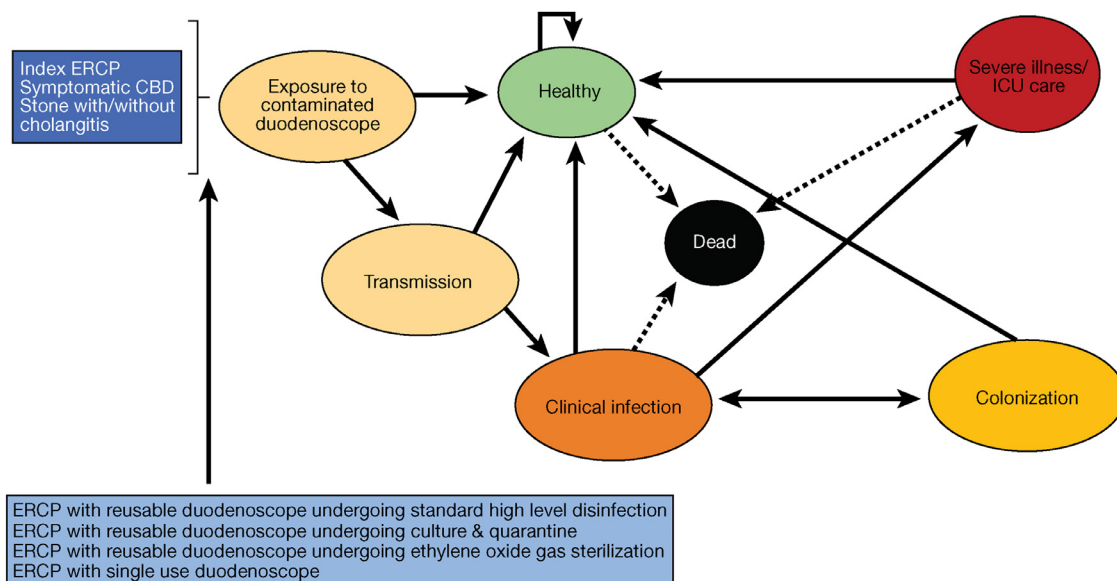 Index ERCP
Symptomatic CBD
Stone with/without
cholangitis
Exposure to
contaminated
duodenoscope
Healthy
Severe illness/
ICU care
Dead
Transmission
Clinical infection
Colonization
ERCP with reusable duodenoscope undergoing standard high level disinfection
ERCP with reusable duodenoscope undergoing culture & quarantine
ERCP with reusable duodenoscope undergoing ethylene oxide gas sterilization
ERCP with single use duodenoscope